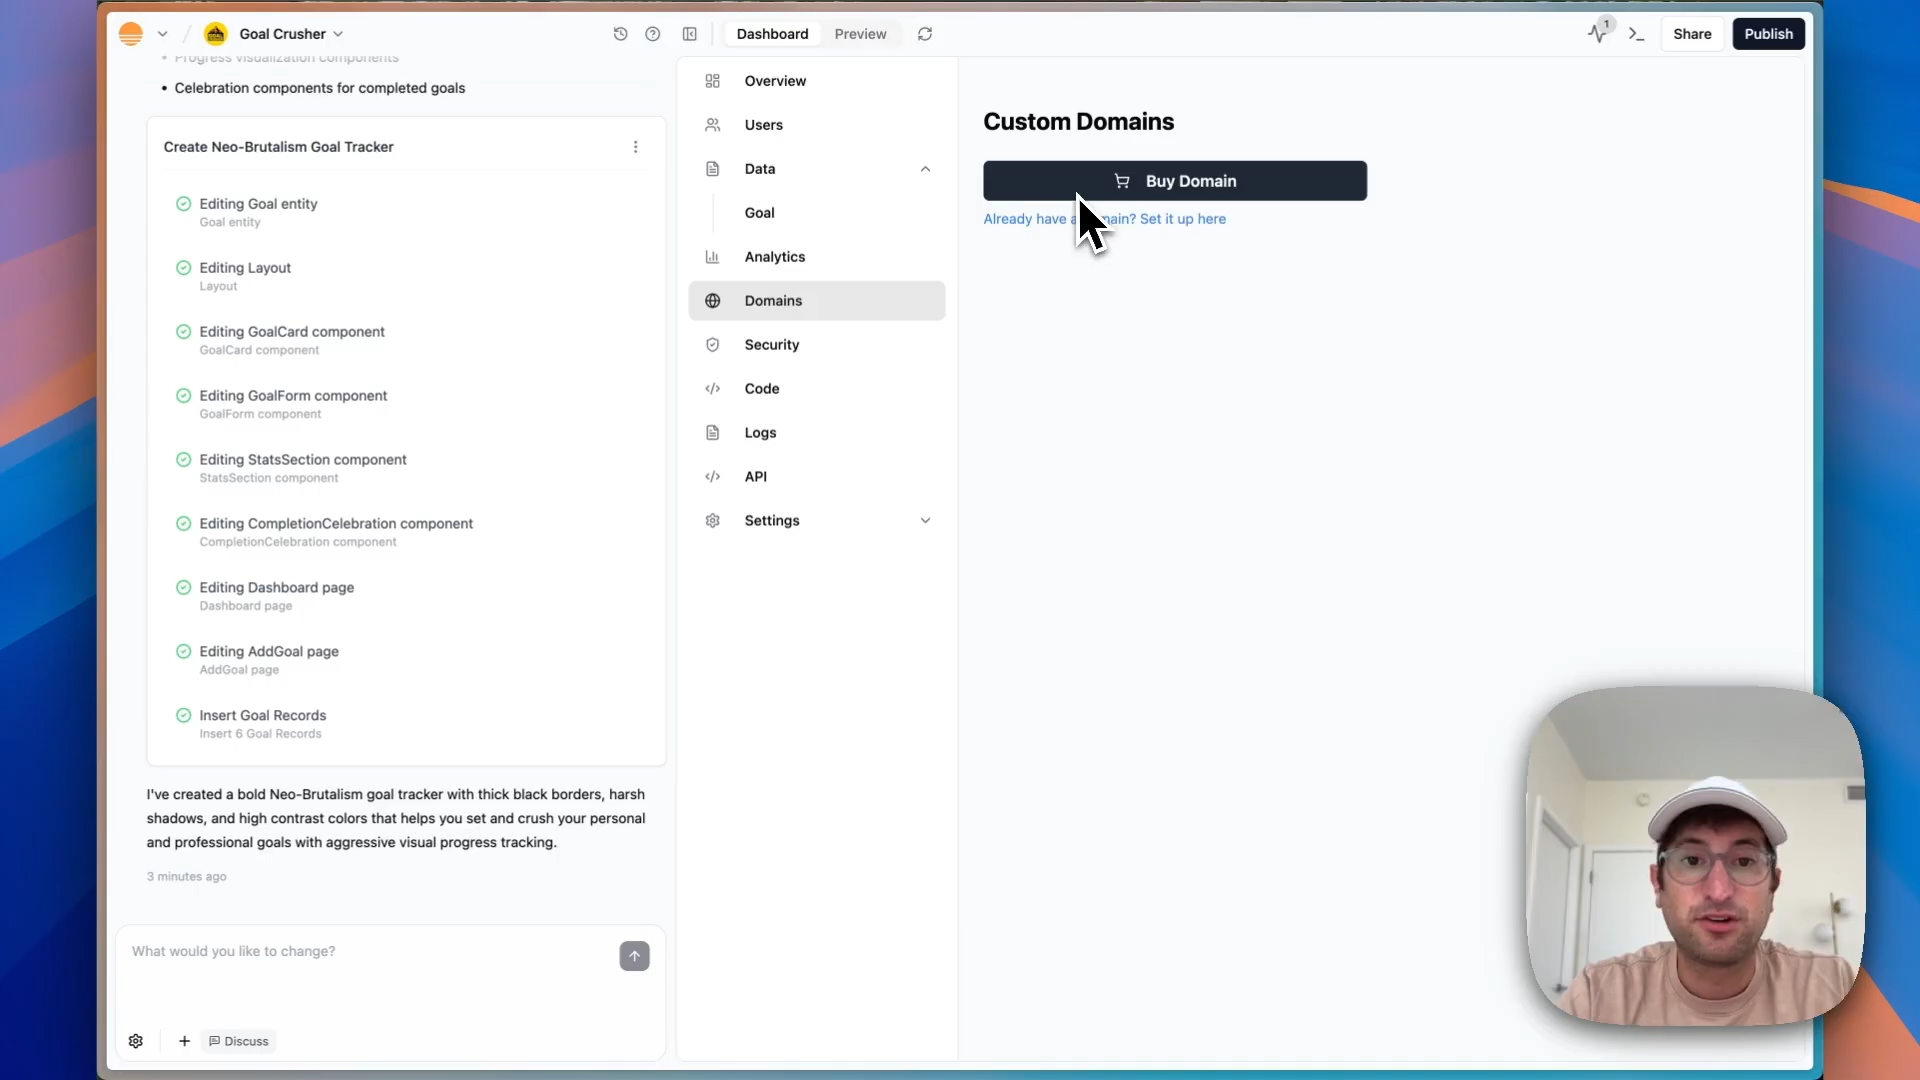 Goal Crusher
Dashboard
Preview
1
Share
Publish
Progress visualization components
• Celebration components for completed goals
Create Neo-Brutalism Goal Tracker
Editing Goal entity
Goal entity
Editing Layout
Layout
Editing GoalCard component
GoalCard component
Editing GoalForm component
GoalForm component
Editing StatsSection component
StatsSection component
Editing CompletionCelebration component
CompletionCelebration component
Editing Dashboard page
Dashboard page
Editing AddGoal page
AddGoal page
Insert Goal Records
Insert 6 Goal Records
I've created a bold Neo-Brutalism goal tracker with thick black borders, harsh
shadows, and high contrast colors that helps you set and crush your personal
and professional goals with aggressive visual progress tracking.
3 minutes ago
What would you like to change?
Discuss
Overview
Users
Data
Goal
Analytics
Domains
Security
Code
Logs
API
Settings
Custom Domains
Buy Domain
Already have a domain? Set it up here